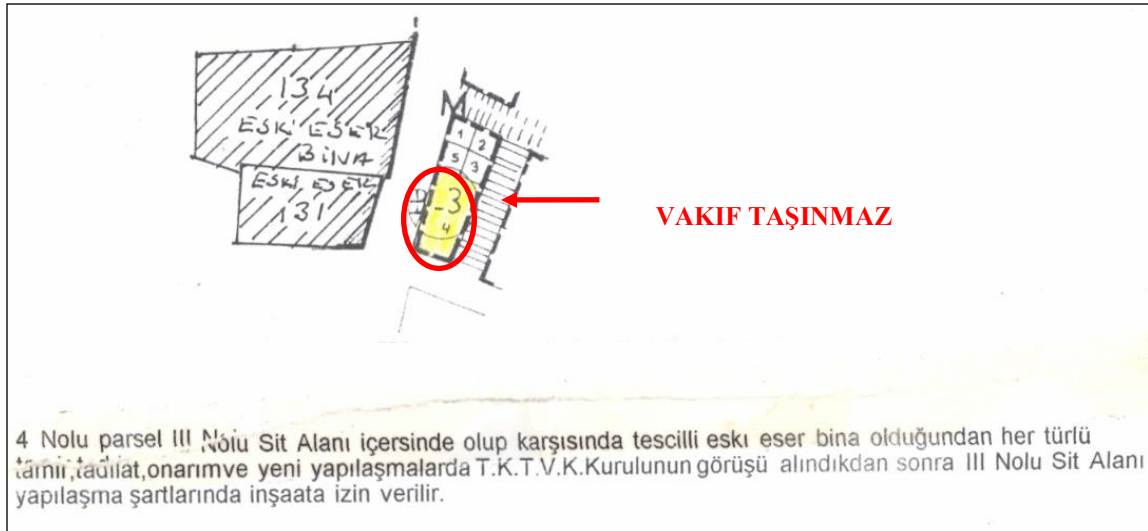 134
ESKİ ESER
BİNA
ESKİ ESER
131
M
1 2
5 3
3
4
VAKIF TAŞINMAZ
4 Nolu parsel III Nolu Sit Alanı içersinde olup karşısında tescilli eski eser bina olduğundan her türlü
tamir,tadilat,onarımve yeni yapılaşmalarda T.K.T.V.K.Kurulunun görüşü alındıkdan sonra III Nolu Sit Alanı
yapılaşma şartlarında inşaata izin verilir.